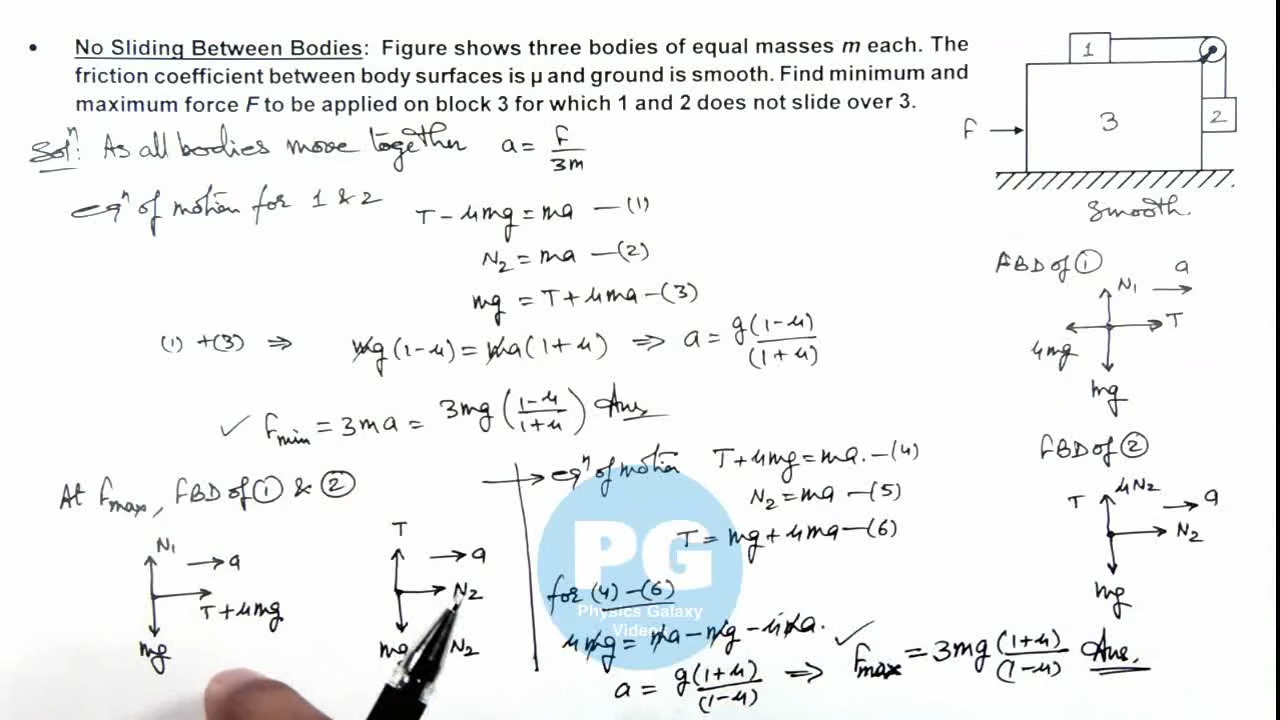 • No Sliding Between Bodies: Figure shows three bodies of equal masses m each. The
friction coefficient between body surfaces is μ and ground is smooth. Find minimum and
maximum force F to be applied on block 3 for which 1 and 2 does not slide over 3.
1
2
3
F
Smooth.
Solⁿ: As all bodies move together a = F/3m
eqⁿ of motion for 1 & 2
T - μmg = ma —(1)
N₂ = ma —(2)
mg = T + μma —(3)
(1) + (3) ⇒ mg(1-μ) = ma(1+μ) ⇒ a = g(1-μ)/(1+μ)
✓ Fmin = 3ma = 3mg (1-μ/1+μ) Ans
FBD of ①
N₁
a
T
μmg
mg
FBD of ②
T
μN₂
a
N₂
mg
At Fmax, FBD of ① & ②
N₁
a
T + μmg
mg
T
a
N₂
mg
N₂
→ eqⁿ of motion T + μmg = ma. —(4)
N₂ = ma —(5)
T = mg + μma —(6)
for (4) - (6)
μmg = ma - mg - μma.
a = g(1+μ)/(1-μ) ⇒ ✓ Fmax = 3mg (1+μ)/(1-μ) Ans.
PG
Physics Galaxy
Video